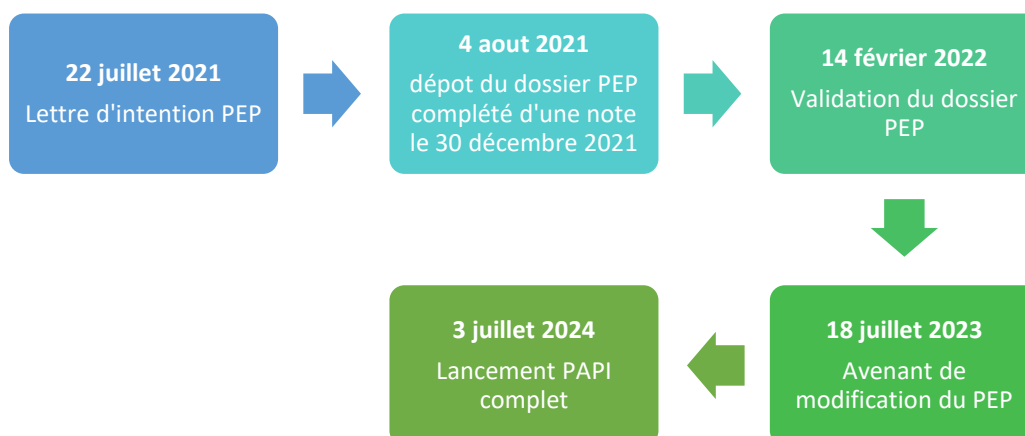 22 juillet 2021
Lettre d'intention PEP
4 aout 2021
dépot du dossier PEP
complété d'une note
le 30 décembre 2021
14 février 2022
Validation du dossier
PEP
18 juillet 2023
Avenant de
modification du PEP
3 juillet 2024
Lancement PAPI
complet